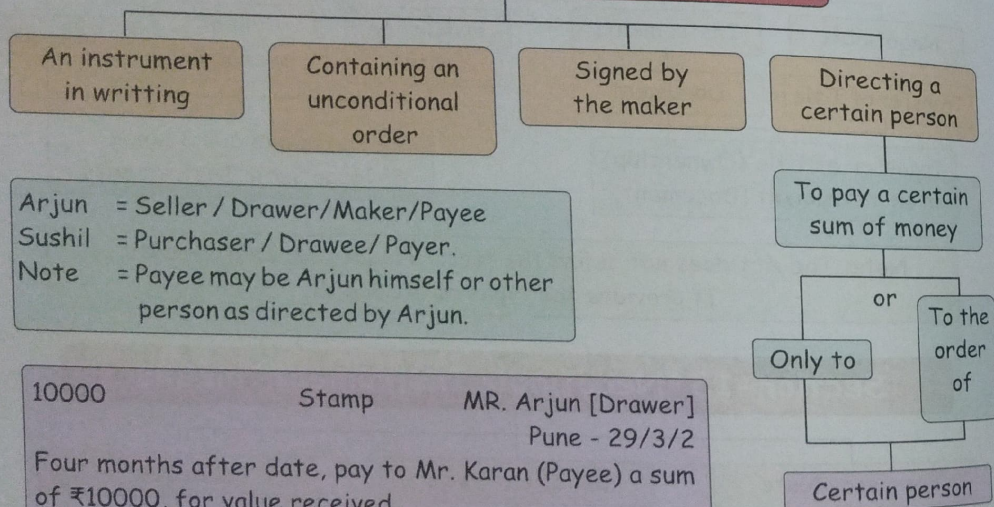 An instrument
in writting
Containing an
unconditional
order
Signed by
the maker
Directing a
certain person
To pay a certain
sum of money
or
Only to
To the
order
of
Certain person
Arjun = Seller / Drawer/Maker/Payee
Sushil = Purchaser / Drawee/ Payer.
Note = Payee may be Arjun himself or other
person as directed by Arjun.
10000 Stamp MR. Arjun [Drawer]
Pune - 29/3/2
Four months after date, pay to Mr. Karan (Payee) a sum
of ₹10000, for value received